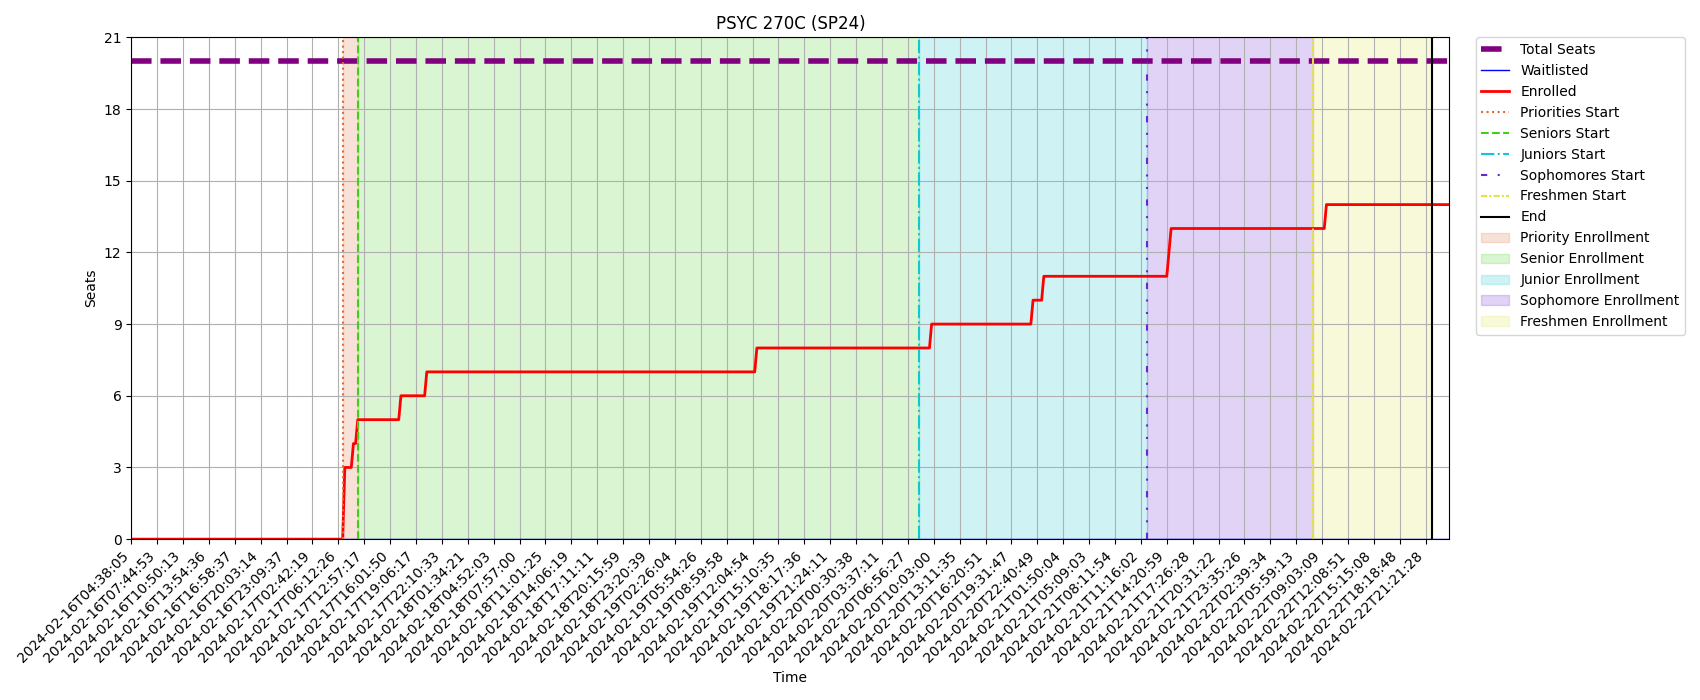 PSYC 270C (SP24)
21
18
15
12
9
6
3
0
Seats
Total Seats
Waitlisted
Enrolled
Priorities Start
Seniors Start
Juniors Start
Sophomores Start
Freshmen Start
End
Priority Enrollment
Senior Enrollment
Junior Enrollment
Sophomore Enrollment
Freshmen Enrollment
2024-02-16T04:38:05
2024-02-16T07:44:53
2024-02-16T10:50:13
2024-02-16T13:54:36
2024-02-16T16:58:37
2024-02-16T20:03:14
2024-02-16T23:09:37
2024-02-17T02:42:19
2024-02-17T06:12:26
2024-02-17T12:57:17
2024-02-17T16:01:50
2024-02-17T19:06:17
2024-02-17T22:10:33
2024-02-18T01:34:21
2024-02-18T04:52:03
2024-02-18T07:57:00
2024-02-18T11:01:25
2024-02-18T14:06:19
2024-02-18T17:11:11
2024-02-18T20:15:59
2024-02-18T23:20:39
2024-02-19T02:26:04
2024-02-19T05:54:26
2024-02-19T08:59:58
2024-02-19T12:04:54
2024-02-19T15:10:35
2024-02-19T18:17:36
2024-02-19T21:24:11
2024-02-20T00:30:38
2024-02-20T03:37:11
2024-02-20T06:56:27
2024-02-20T10:03:00
2024-02-20T13:11:35
2024-02-20T16:20:51
2024-02-20T19:31:47
2024-02-20T22:40:49
2024-02-21T01:50:04
2024-02-21T05:09:03
2024-02-21T08:11:54
2024-02-21T11:16:02
2024-02-21T14:20:59
2024-02-21T17:26:28
2024-02-21T20:31:22
2024-02-21T23:35:26
2024-02-22T02:39:34
2024-02-22T05:59:13
2024-02-22T09:03:09
2024-02-22T12:08:51
2024-02-22T15:15:08
2024-02-22T18:18:48
2024-02-22T21:21:28
Time